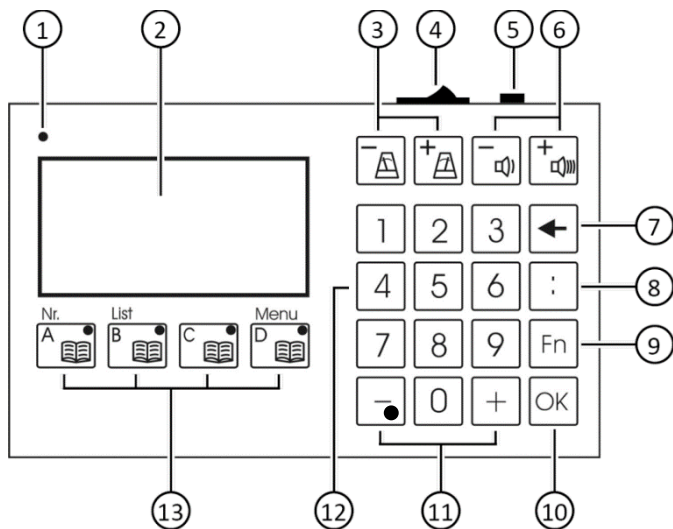 1 2 3 4 5 6
− + − +
1 2 3 7
4 5 6 : 8
Nr. List Menu
A B C D
7 8 9 Fn 9
− 0 + OK
13 12 11 10